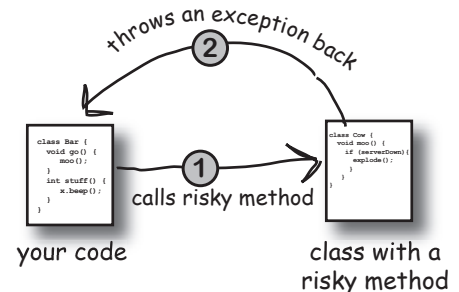 throws an exception back
2
class Bar {
void go() {
moo();
}
int stuff() {
x.beep();
}
}
1
calls risky method
class Cow {
void moo() {
if (serverDown){
explode();
}
}
}
your code
class with a
risky method